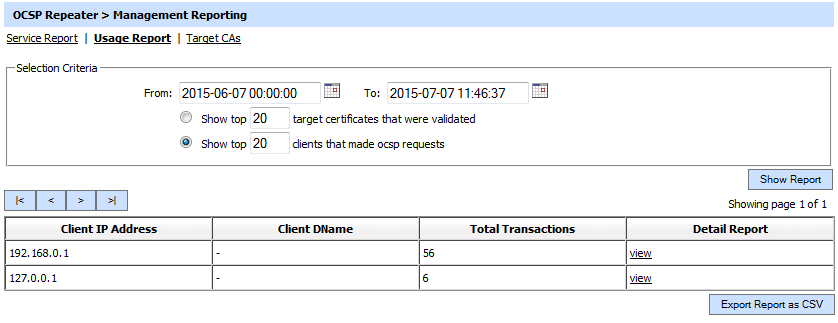 OCSP Repeater > Management Reporting
Service Report | Usage Report | Target CAs
Selection Criteria
From: 2015-06-07 00:00:00 To: 2015-07-07 11:46:37
Show top 20 target certificates that were validated
Show top 20 clients that made ocsp requests
Show Report
|< < > >| Showing page 1 of 1
Client IP Address Client DName Total Transactions Detail Report
192.168.0.1 - 56 view
127.0.0.1 - 6 view
Export Report as CSV